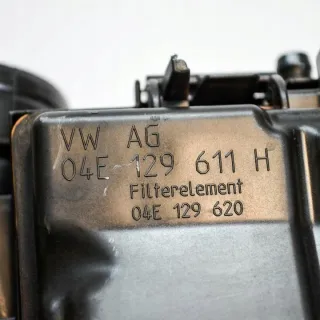 VW AG
04E 129 611 H
Filterelement
04E 129 620